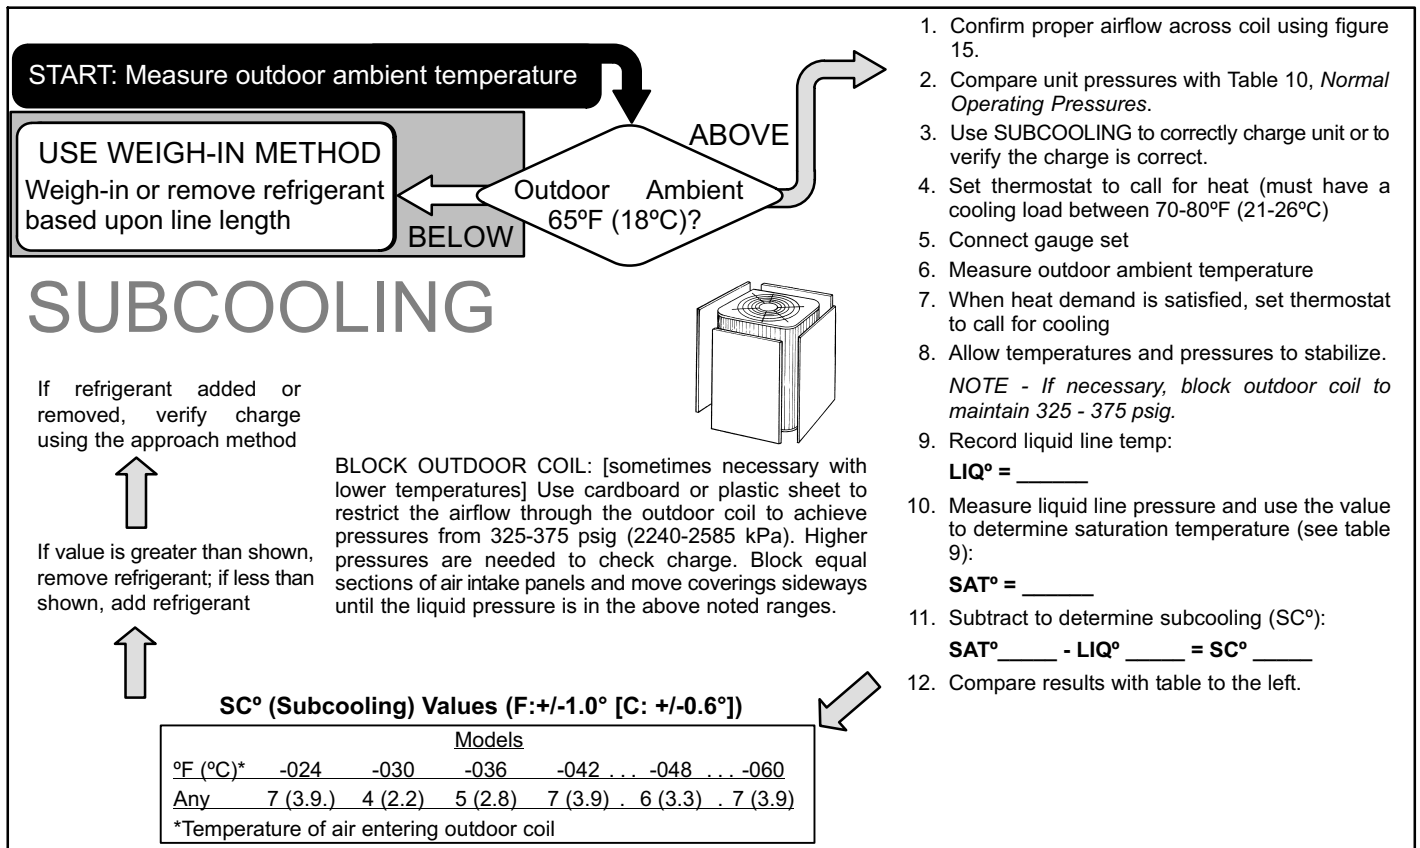 START: Measure outdoor ambient temperature
USE WEIGH-IN METHOD
Weigh-in or remove refrigerant
based upon line length
BELOW
Outdoor Ambient
65ºF (18ºC)?
ABOVE
SUBCOOLING
If refrigerant added or
removed, verify charge
using the approach method
If value is greater than shown,
remove refrigerant; if less than
shown, add refrigerant
BLOCK OUTDOOR COIL: [sometimes necessary with
lower temperatures] Use cardboard or plastic sheet to
restrict the airflow through the outdoor coil to achieve
pressures from 325-375 psig (2240-2585 kPa). Higher
pressures are needed to check charge. Block equal
sections of air intake panels and move coverings sideways
until the liquid pressure is in the above noted ranges.
SCº (Subcooling) Values (F:+/-1.0° [C: +/-0.6°])
Models
ºF (ºC)* -024 -030 -036 -042 . . . -048 . . . -060
Any 7 (3.9.) 4 (2.2) 5 (2.8) 7 (3.9) . 6 (3.3) . 7 (3.9)
*Temperature of air entering outdoor coil
1. Confirm proper airflow across coil using figure
15.
2. Compare unit pressures with Table 10, Normal
Operating Pressures.
3. Use SUBCOOLING to correctly charge unit or to
verify the charge is correct.
4. Set thermostat to call for heat (must have a
cooling load between 70-80ºF (21-26ºC)
5. Connect gauge set
6. Measure outdoor ambient temperature
7. When heat demand is satisfied, set thermostat
to call for cooling
8. Allow temperatures and pressures to stabilize.
NOTE - If necessary, block outdoor coil to
maintain 325 - 375 psig.
9. Record liquid line temp:
LIQº = ______
10. Measure liquid line pressure and use the value
to determine saturation temperature (see table
9):
SATº = ______
11. Subtract to determine subcooling (SCº):
SATº_____ - LIQº _____ = SCº _____
12. Compare results with table to the left.